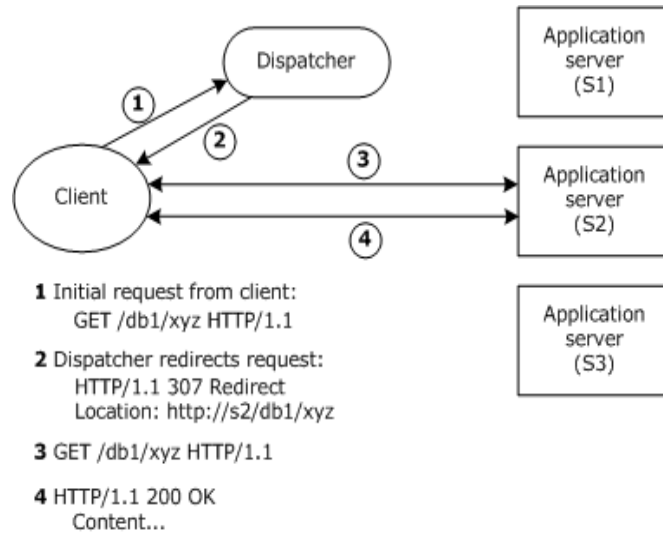 Dispatcher
Application
server
(S1)
1
2
Client
3
4
Application
server
(S2)
Application
server
(S3)
1 Initial request from client:
GET /db1/xyz HTTP/1.1
2 Dispatcher redirects request:
HTTP/1.1 307 Redirect
Location: http://s2/db1/xyz
3 GET /db1/xyz HTTP/1.1
4 HTTP/1.1 200 OK
Content...